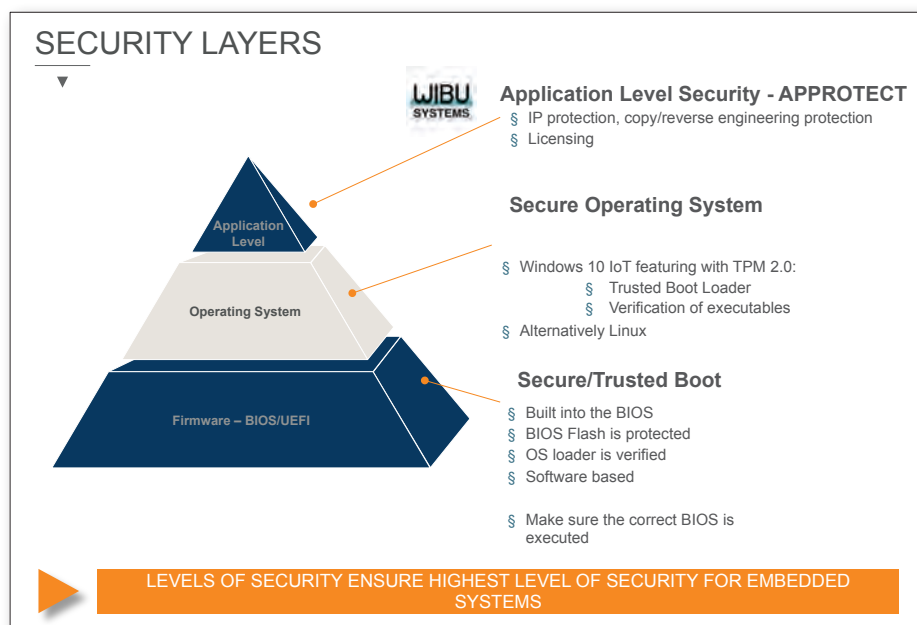 SECURITY LAYERS
WIBU
SYSTEMS
Application Level Security - APPROTECT
§ IP protection, copy/reverse engineering protection
§ Licensing
Application
Level
Secure Operating System
§ Windows 10 IoT featuring with TPM 2.0:
§ Trusted Boot Loader
§ Verification of executables
§ Alternatively Linux
Operating System
Secure/Trusted Boot
§ Built into the BIOS
§ BIOS Flash is protected
§ OS loader is verified
§ Software based
§ Make sure the correct BIOS is
executed
Firmware – BIOS/UEFI
LEVELS OF SECURITY ENSURE HIGHEST LEVEL OF SECURITY FOR EMBEDDED
SYSTEMS